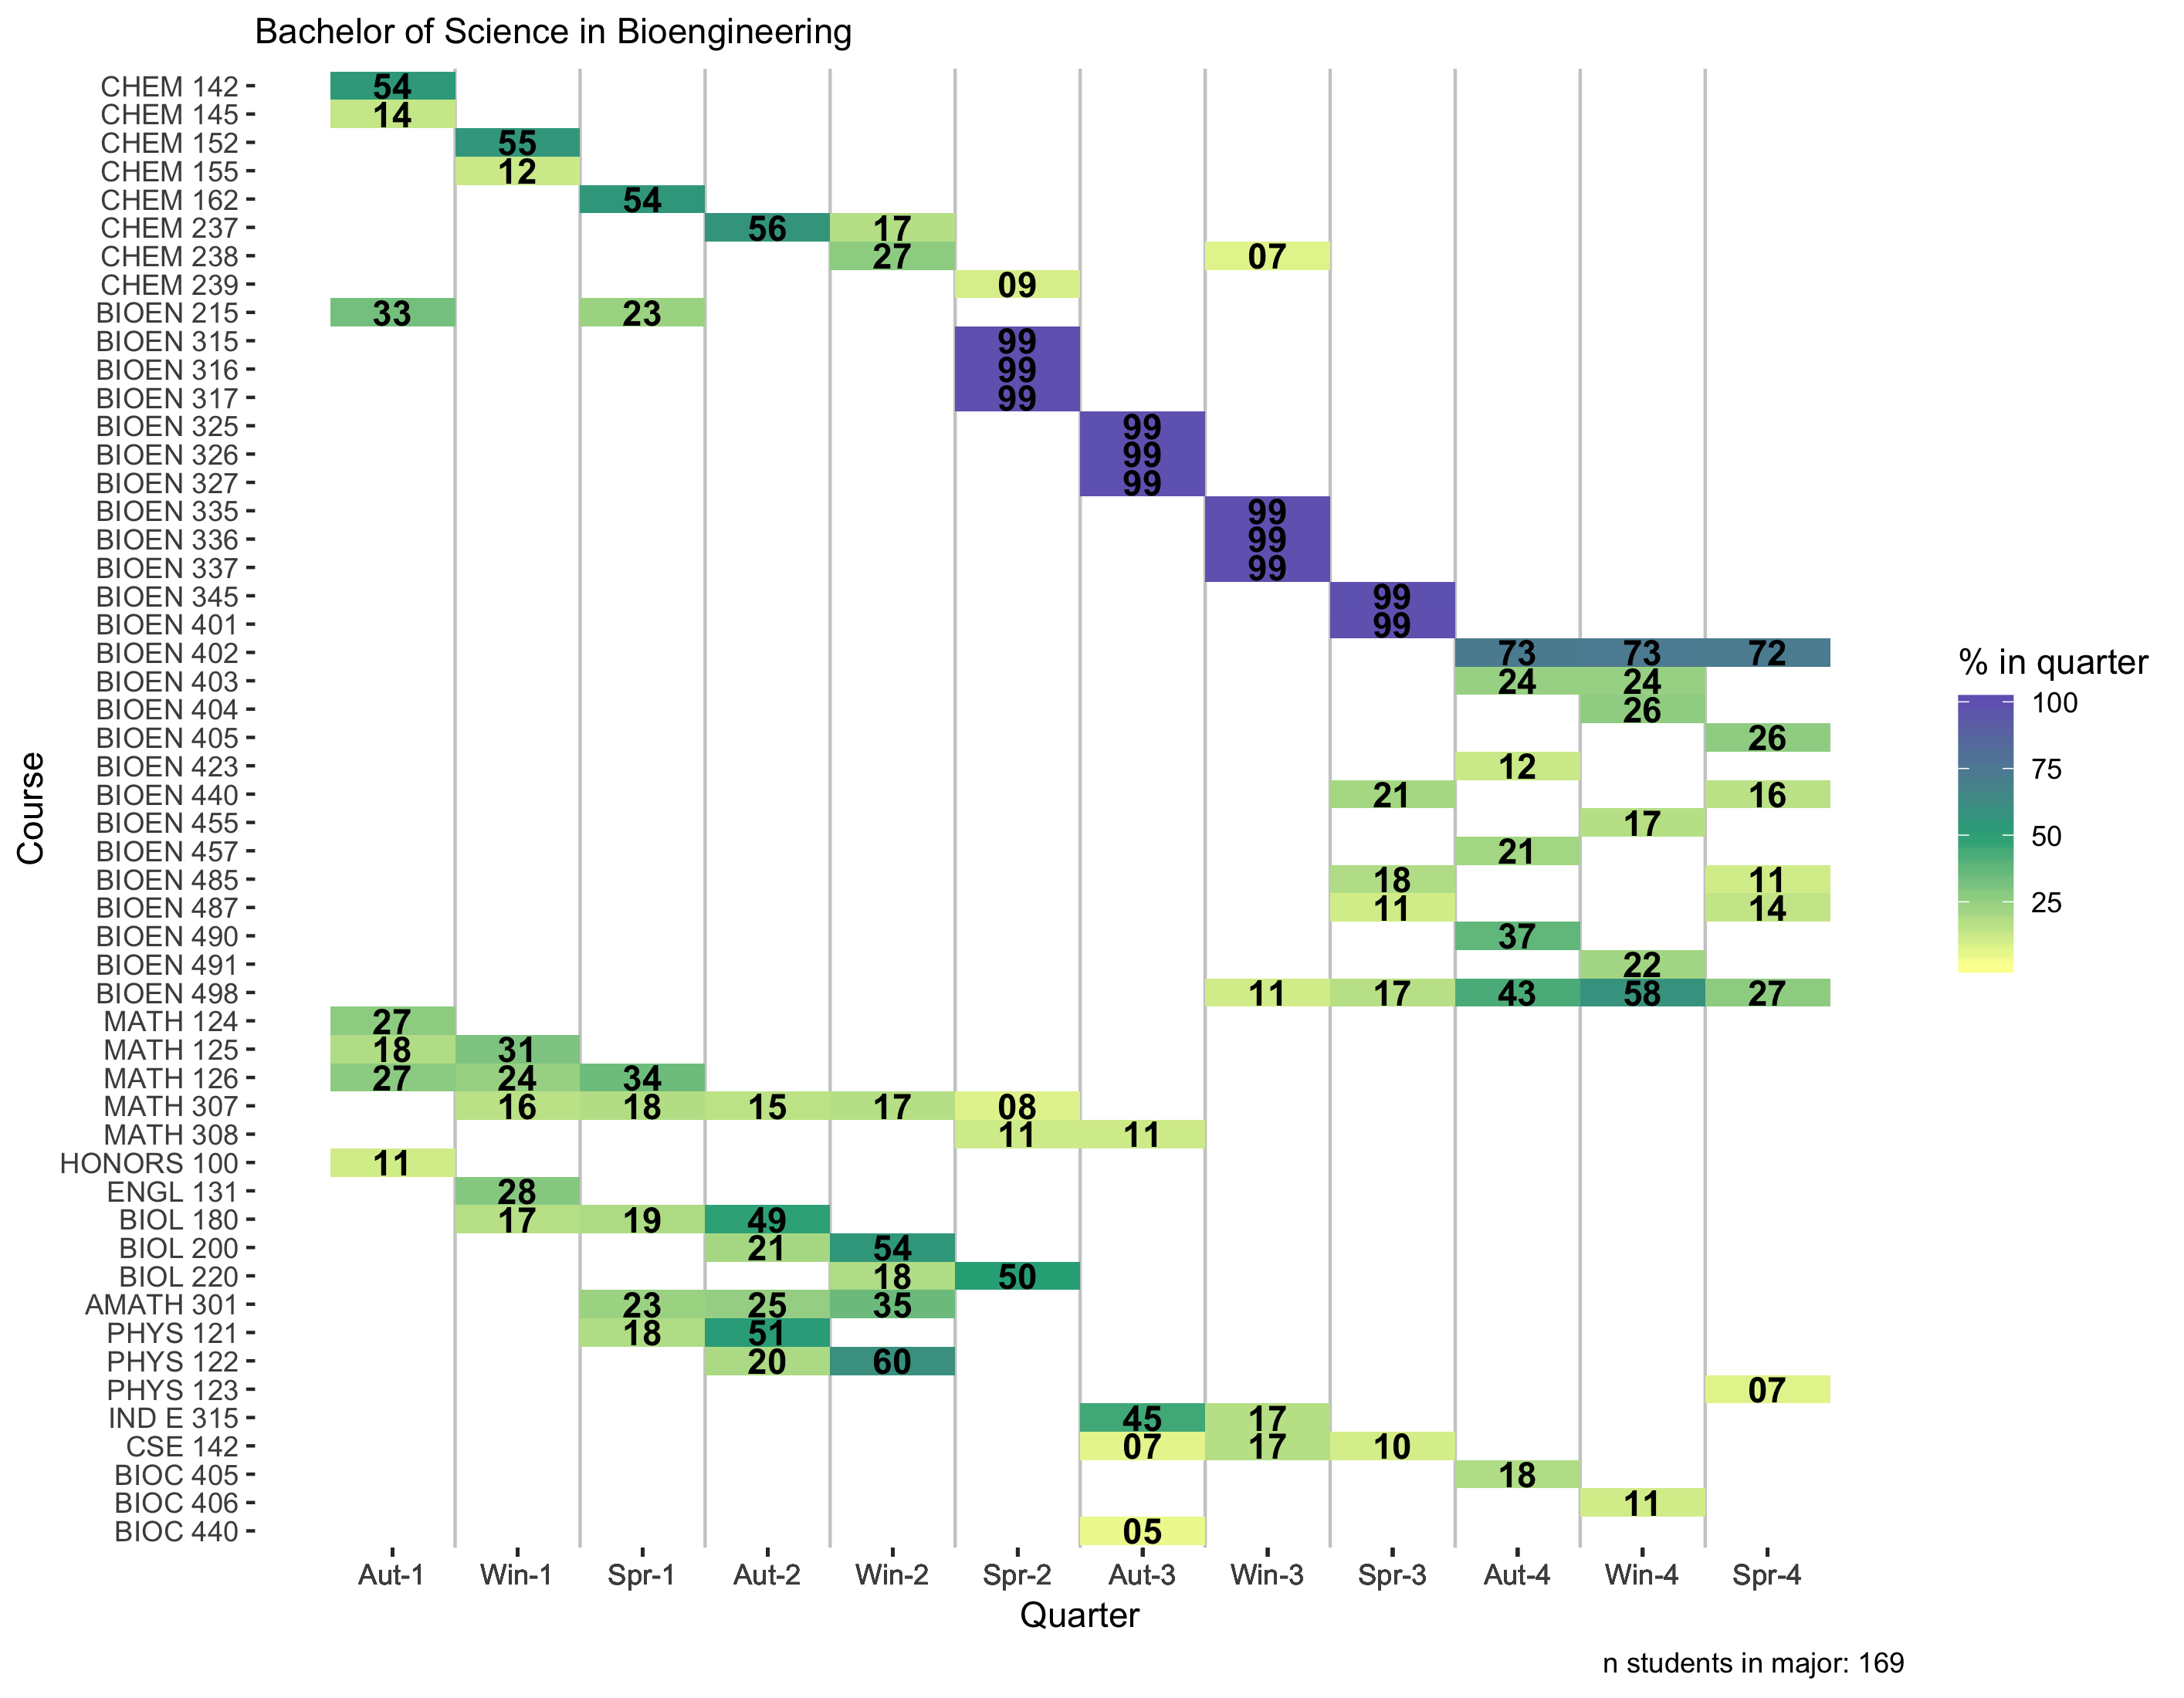 Bachelor of Science in Bioengineering
CHEM 142 54
CHEM 145 14
CHEM 152 55
CHEM 155 12
CHEM 162 54
CHEM 237 56 17
CHEM 238 27 07
CHEM 239 09
BIOEN 215 33 23
BIOEN 315 99
BIOEN 316 99
BIOEN 317 99
BIOEN 325 99
BIOEN 326 99
BIOEN 327 99
BIOEN 335 99
BIOEN 336 99
BIOEN 337 99
BIOEN 345 99
BIOEN 401 99
BIOEN 402 73 73 72
BIOEN 403 24 24
BIOEN 404 26
BIOEN 405 26
BIOEN 423 12
BIOEN 440 21 16
BIOEN 455 17
BIOEN 457 21
BIOEN 485 18 11
BIOEN 487 11 14
BIOEN 490 37
BIOEN 491 22
BIOEN 498 11 17 43 58 27
MATH 124 27
MATH 125 18 31
MATH 126 27 24 34
MATH 307 16 18 15 17 08
MATH 308 11 11
HONORS 100 11
ENGL 131 28
BIOL 180 17 19 49
BIOL 200 21 54
BIOL 220 18 50
AMATH 301 23 25 35
PHYS 121 18 51
PHYS 122 20 60
PHYS 123 07
IND E 315 45 17
CSE 142 07 17 10
BIOC 405 18
BIOC 406 11
BIOC 440 05
Aut-1 Win-1 Spr-1 Aut-2 Win-2 Spr-2 Aut-3 Win-3 Spr-3 Aut-4 Win-4 Spr-4
Quarter
Course
% in quarter
100
75
50
25
n students in major: 169